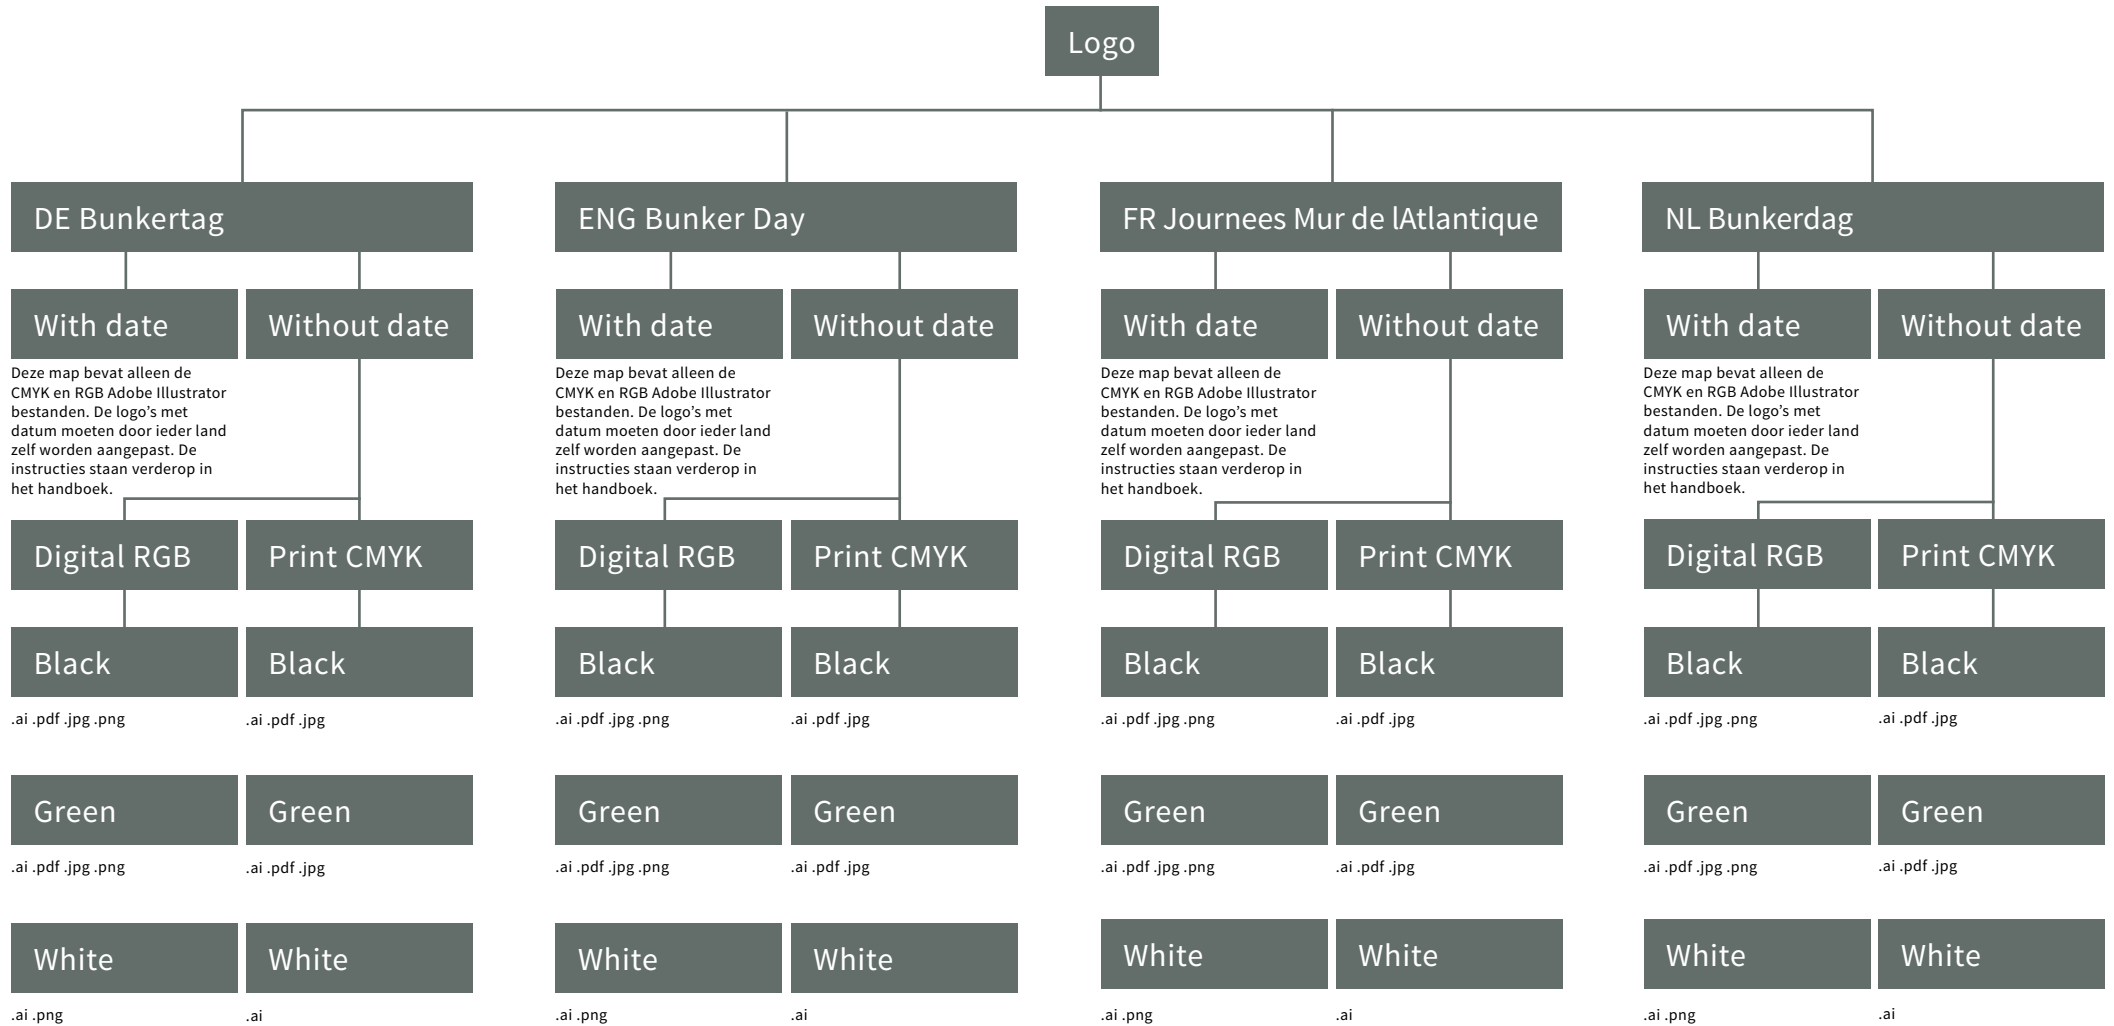 Logo
DE Bunkertag
ENG Bunker Day
FR Journees Mur de lAtlantique
NL Bunkerdag
With date
Without date
With date
Without date
With date
Without date
With date
Without date
Deze map bevat alleen de
CMYK en RGB Adobe Illustrator
bestanden. De logo’s met
datum moeten door ieder land
zelf worden aangepast. De
instructies staan verderop in
het handboek.
Deze map bevat alleen de
CMYK en RGB Adobe Illustrator
bestanden. De logo’s met
datum moeten door ieder land
zelf worden aangepast. De
instructies staan verderop in
het handboek.
Deze map bevat alleen de
CMYK en RGB Adobe Illustrator
bestanden. De logo’s met
datum moeten door ieder land
zelf worden aangepast. De
instructies staan verderop in
het handboek.
Deze map bevat alleen de
CMYK en RGB Adobe Illustrator
bestanden. De logo’s met
datum moeten door ieder land
zelf worden aangepast. De
instructies staan verderop in
het handboek.
Digital RGB
Print CMYK
Digital RGB
Print CMYK
Digital RGB
Print CMYK
Digital RGB
Print CMYK
Black
Black
Black
Black
Black
Black
Black
Black
.ai .pdf .jpg .png
.ai .pdf .jpg
.ai .pdf .jpg .png
.ai .pdf .jpg
.ai .pdf .jpg .png
.ai .pdf .jpg
.ai .pdf .jpg .png
.ai .pdf .jpg
Green
Green
Green
Green
Green
Green
Green
Green
.ai .pdf .jpg .png
.ai .pdf .jpg
.ai .pdf .jpg .png
.ai .pdf .jpg
.ai .pdf .jpg .png
.ai .pdf .jpg
.ai .pdf .jpg .png
.ai .pdf .jpg
White
White
White
White
White
White
White
White
.ai .png
.ai
.ai .png
.ai
.ai .png
.ai
.ai .png
.ai